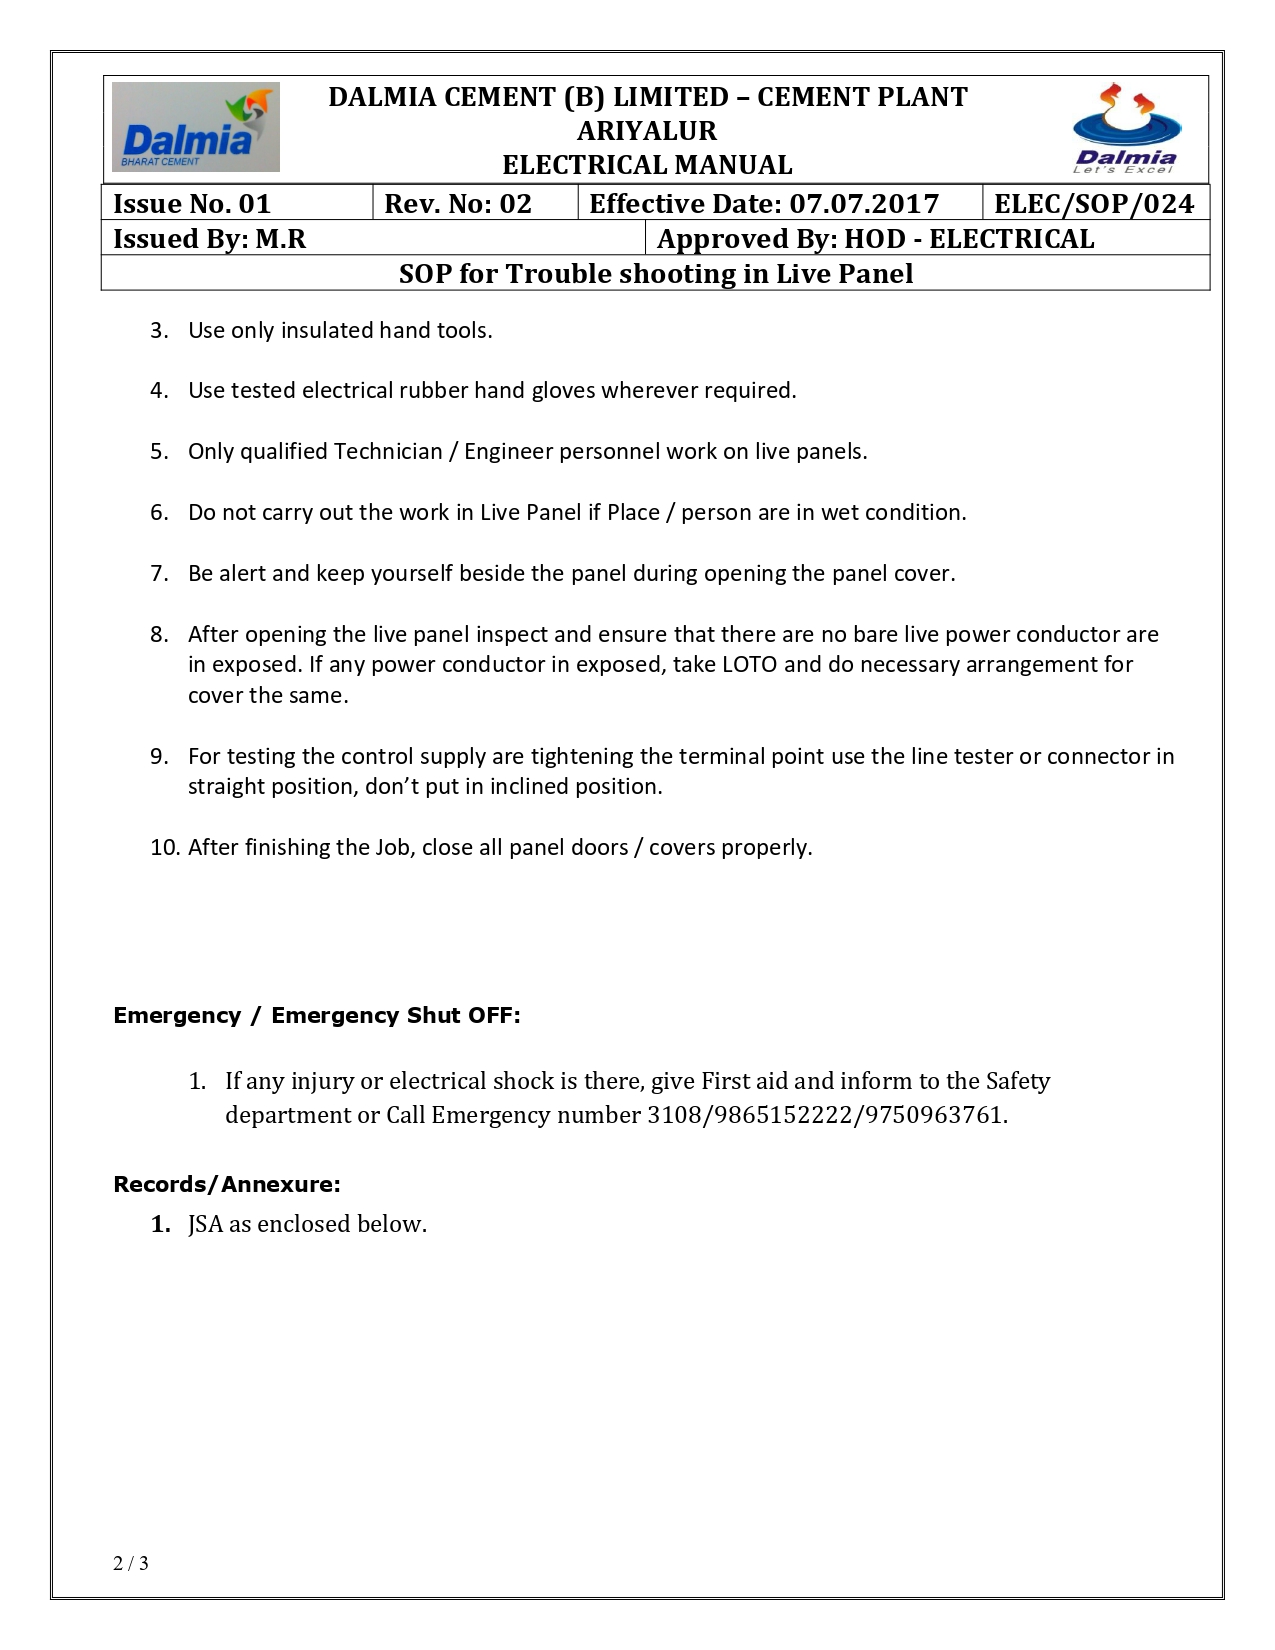 Dalmia
BHARAT CEMENT
DALMIA CEMENT (B) LIMITED – CEMENT PLANT
ARIYALUR
ELECTRICAL MANUAL
Dalmia
Let's Excel
Issue No. 01 Rev. No: 02 Effective Date: 07.07.2017 ELEC/SOP/024
Issued By: M.R Approved By: HOD - ELECTRICAL
SOP for Trouble shooting in Live Panel
3. Use only insulated hand tools.
4. Use tested electrical rubber hand gloves wherever required.
5. Only qualified Technician / Engineer personnel work on live panels.
6. Do not carry out the work in Live Panel if Place / person are in wet condition.
7. Be alert and keep yourself beside the panel during opening the panel cover.
8. After opening the live panel inspect and ensure that there are no bare live power conductor are
in exposed. If any power conductor in exposed, take LOTO and do necessary arrangement for
cover the same.
9. For testing the control supply are tightening the terminal point use the line tester or connector in
straight position, don’t put in inclined position.
10. After finishing the Job, close all panel doors / covers properly.
Emergency / Emergency Shut OFF:
1. If any injury or electrical shock is there, give First aid and inform to the Safety
department or Call Emergency number 3108/9865152222/9750963761.
Records/Annexure:
1. JSA as enclosed below.
2 / 3